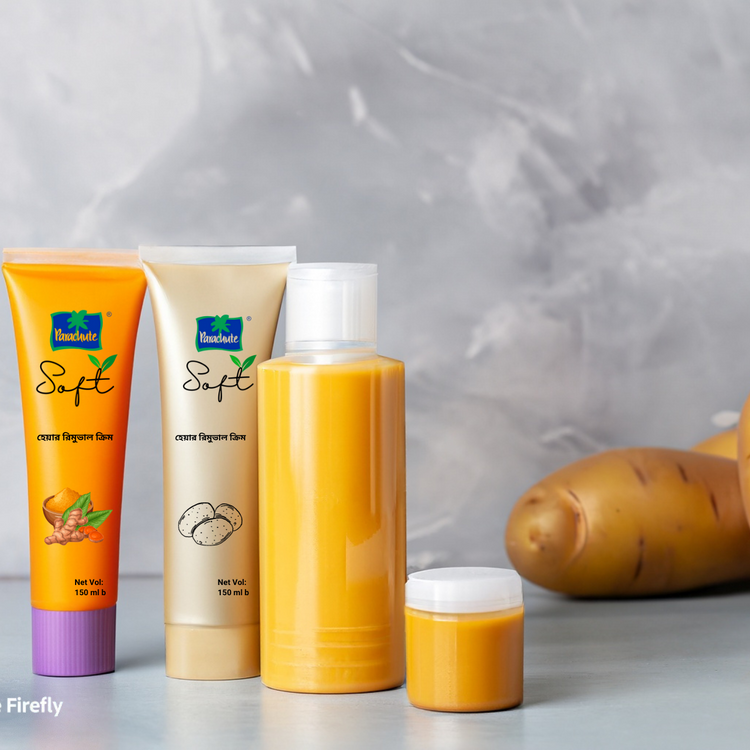 Parachute
®
Soft
হেয়ার রিমুভাল ক্রিম
Net Vol:
150 ml b
Parachute
®
Soft
হেয়ার রিমুভাল ক্রিম
Net Vol:
150 ml b
Firefly